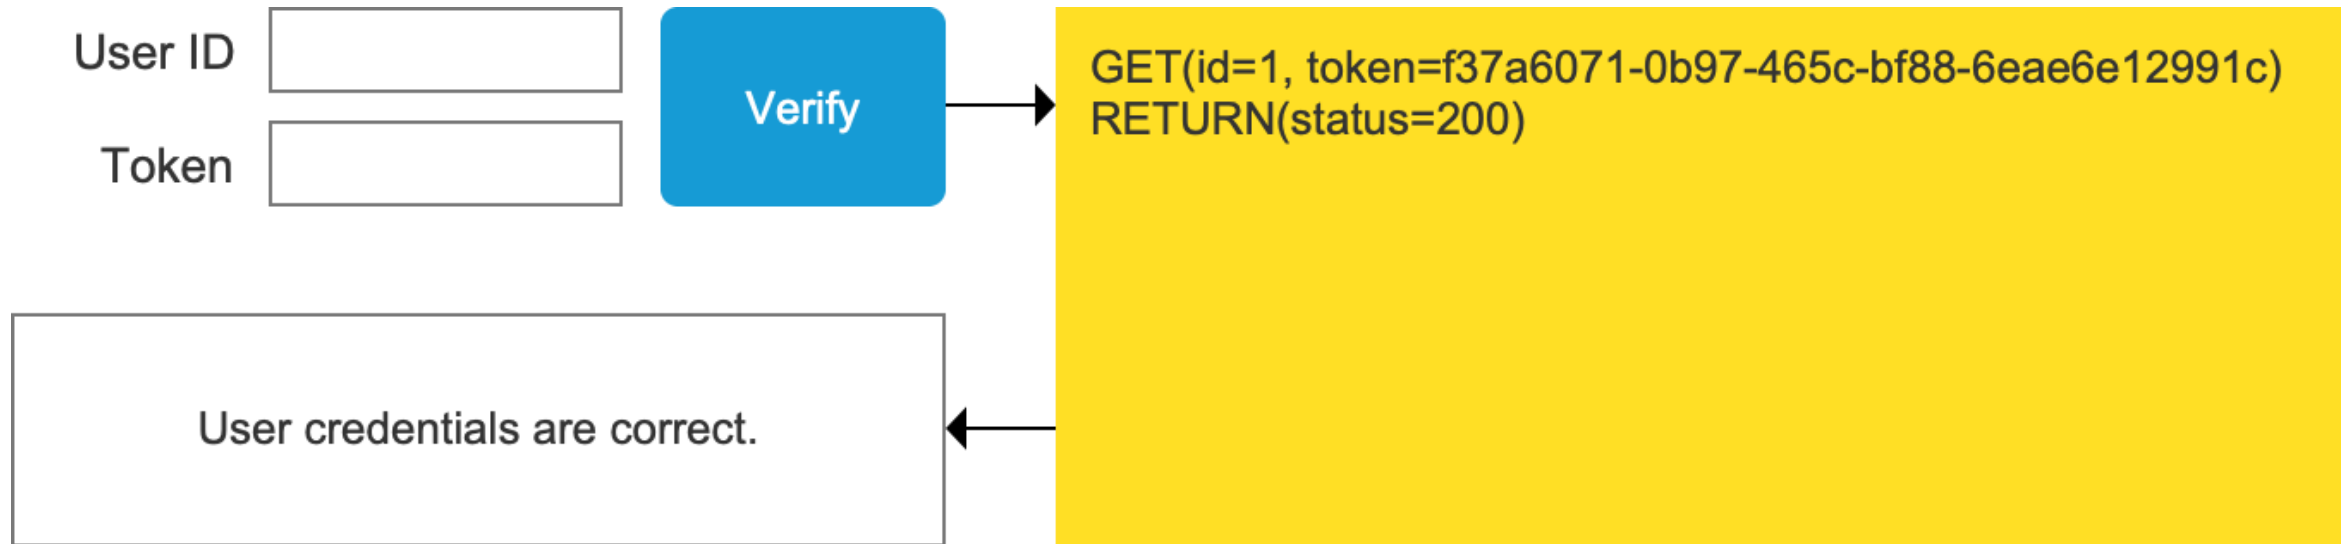 User ID
Token
Verify
GET(id=1, token=f37a6071-0b97-465c-bf88-6eae6e12991c)
RETURN(status=200)
User credentials are correct.